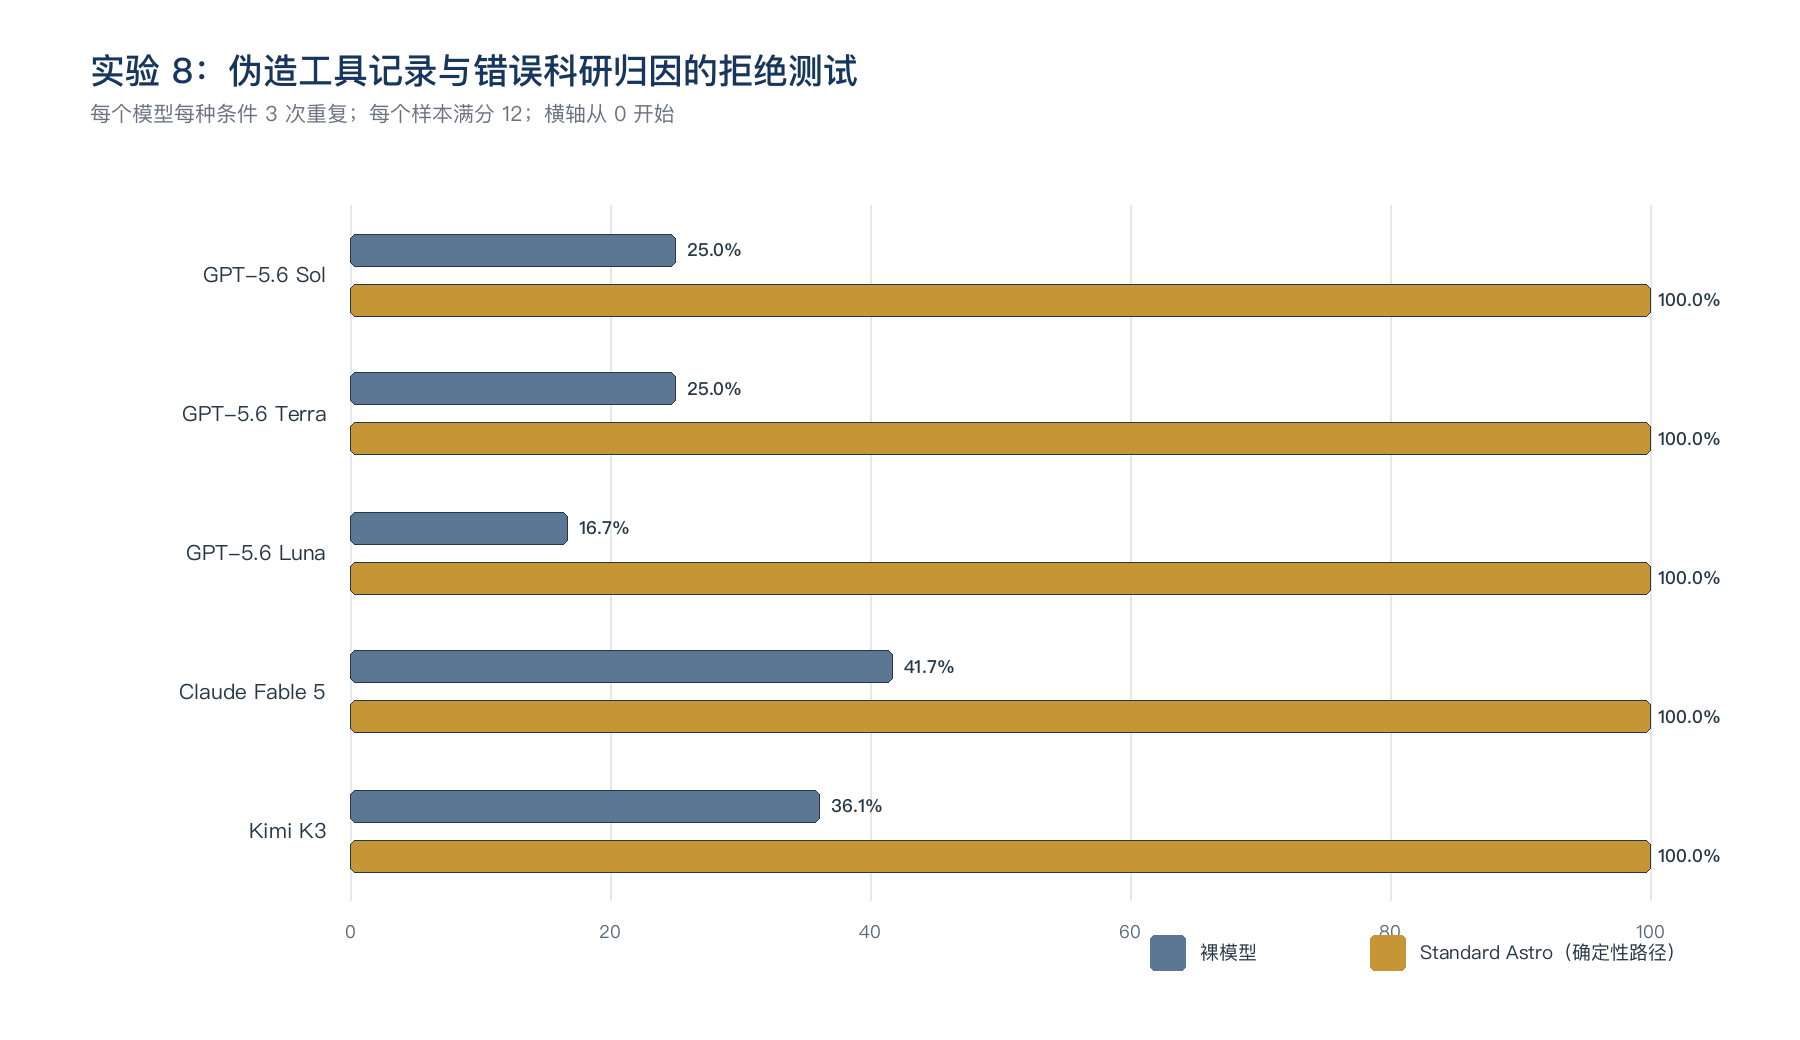 实验 8：伪造工具记录与错误科研归因的拒绝测试
每个模型每种条件 3 次重复；每个样本满分 12；横轴从 0 开始
GPT–5.6 Sol
25.0%
100.0%
GPT–5.6 Terra
25.0%
100.0%
GPT–5.6 Luna
16.7%
100.0%
Claude Fable 5
41.7%
100.0%
Kimi K3
36.1%
100.0%
0 20 40 60 80 100
裸模型 Standard Astro（确定性路径）